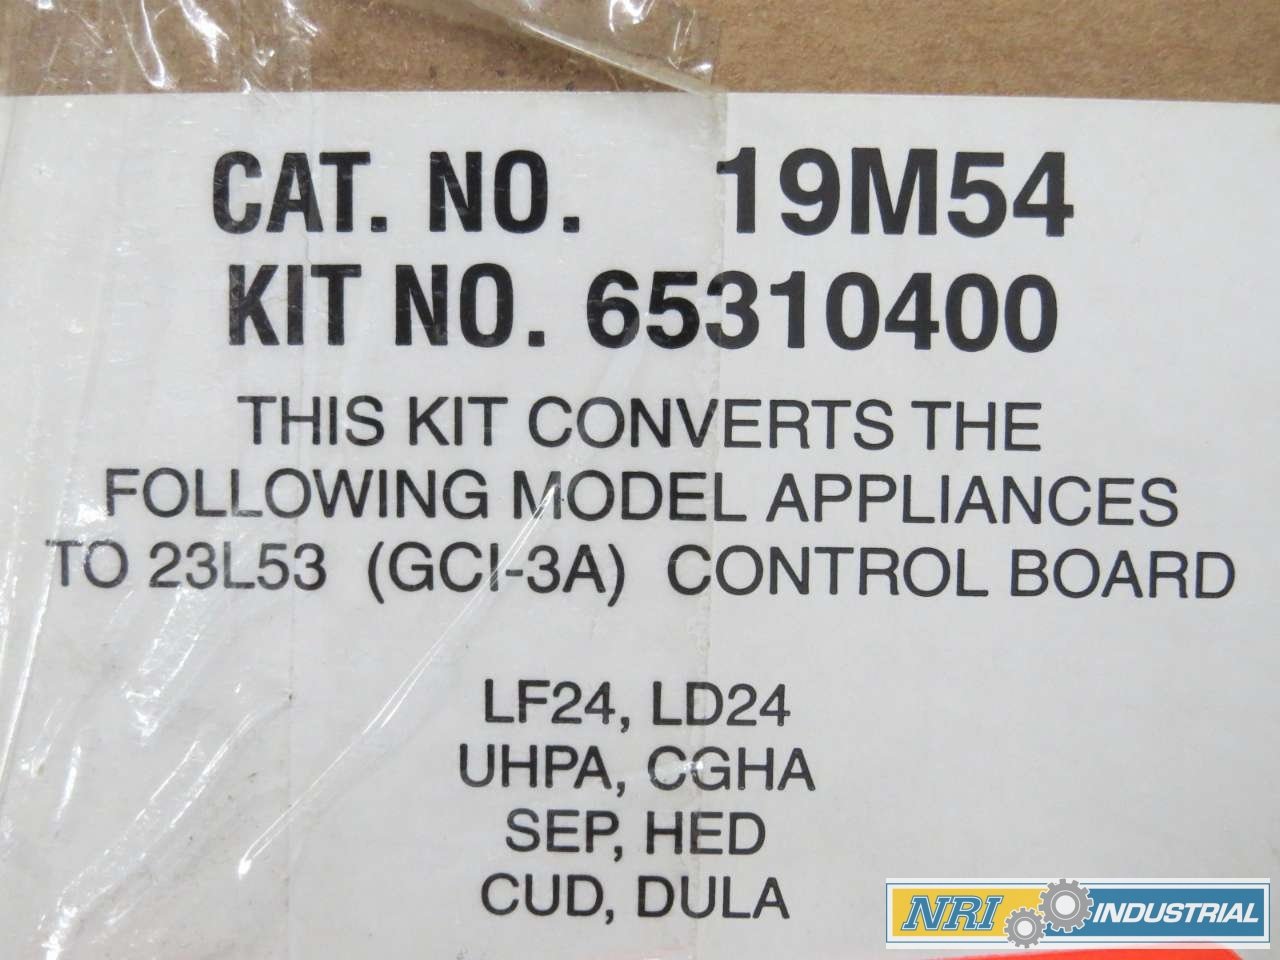 CAT. NO. 19M54
KIT NO. 65310400
THIS KIT CONVERTS THE
FOLLOWING MODEL APPLIANCES
TO 23L53 (GCI-3A) CONTROL BOARD
LF24, LD24
UHPA, CGHA
SEP, HED
CUD, DULA
NRI INDUSTRIAL